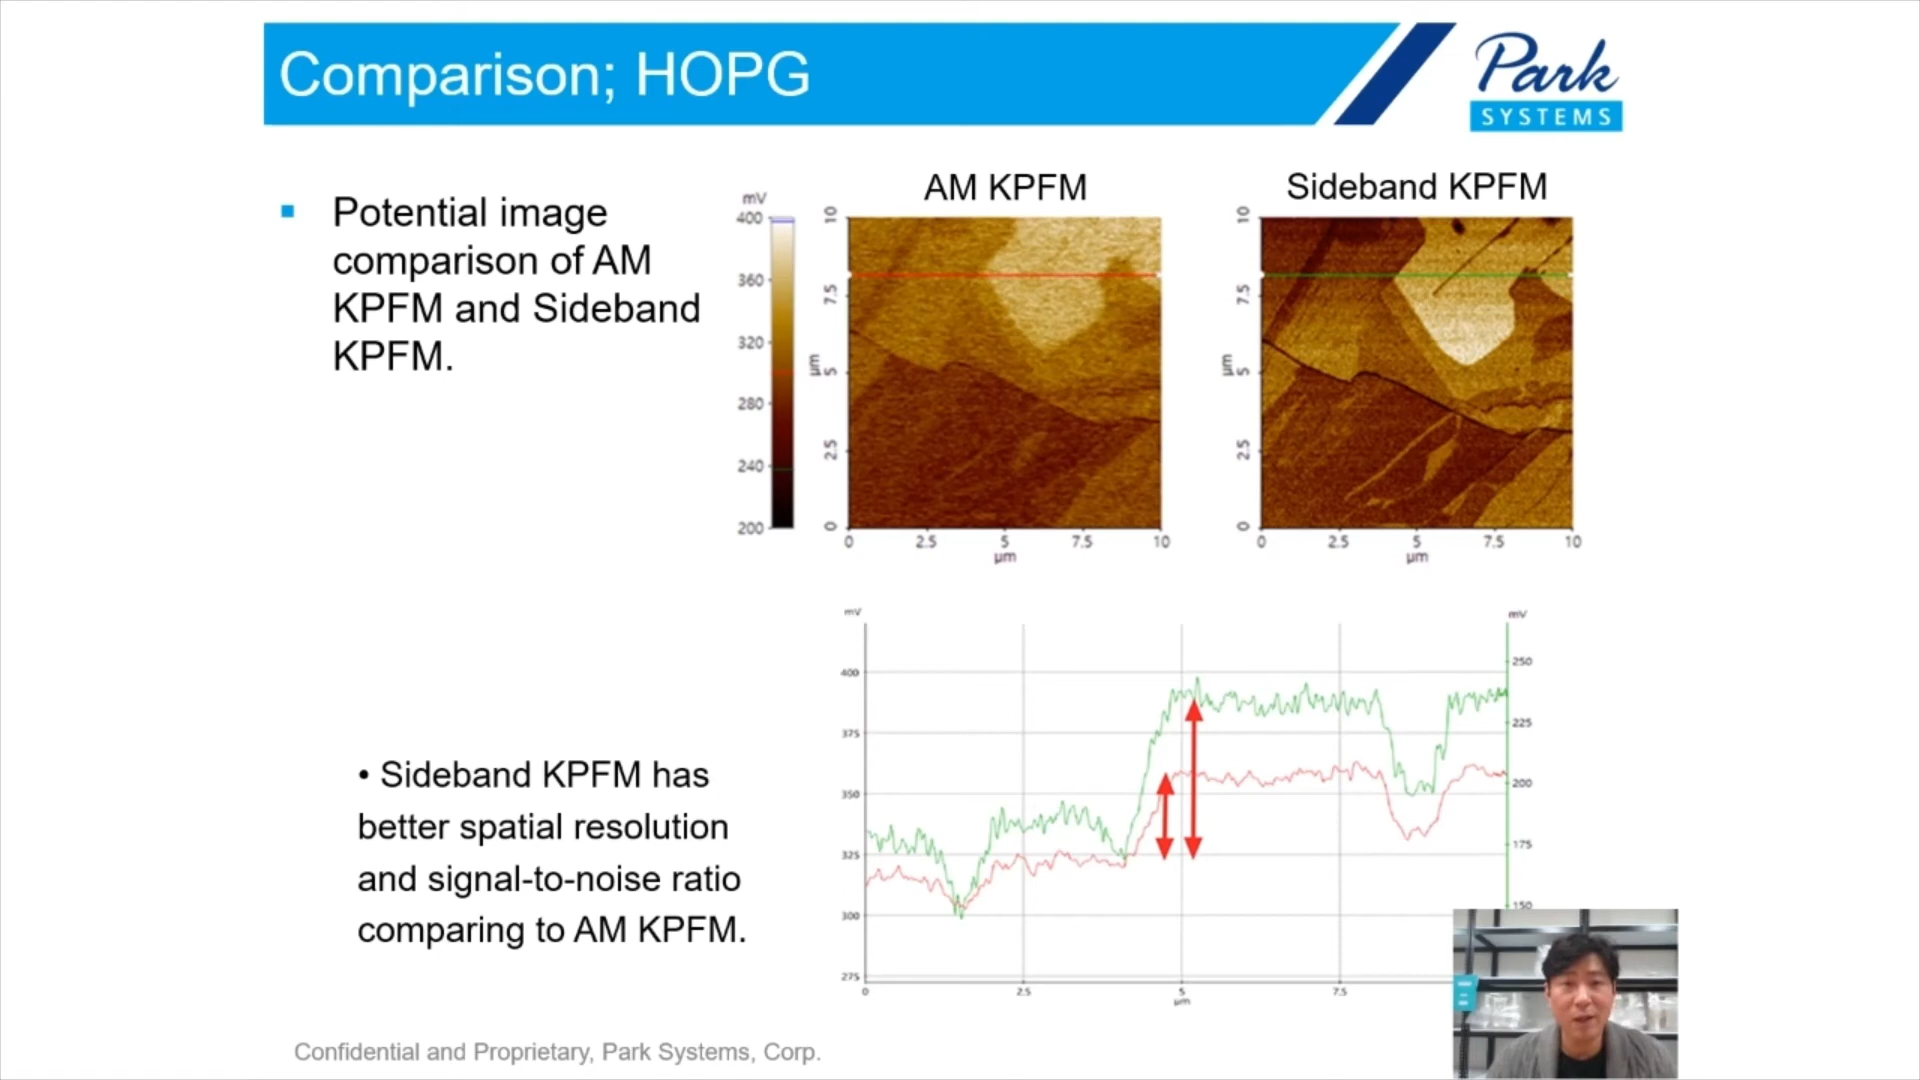 Comparison; HOPG
Park
SYSTEMS
Potential image
comparison of AM
KPFM and Sideband
KPFM.
mV
400
360
320
280
240
200
AM KPFM
10
7.5
5
2.5
0
µm
0 2.5 5 7.5 10
µm
Sideband KPFM
10
7.5
5
2.5
0
µm
0 2.5 5 7.5 10
µm
• Sideband KPFM has
better spatial resolution
and signal-to-noise ratio
comparing to AM KPFM.
mV
400
375
350
325
300
275
0 2.5 5 7.5
µm
mV
250
225
200
175
150
Confidential and Proprietary, Park Systems, Corp.